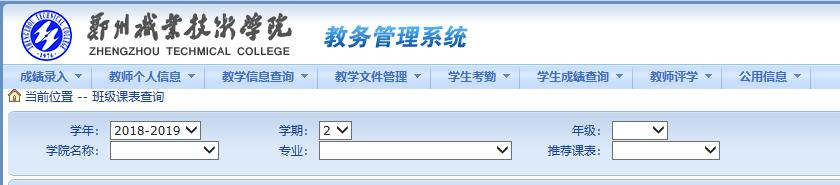 郑州职业技术学院
ZHENGZHOU TECHMICAL COLLEGE
教务管理系统
成绩录入 教师个人信息 教学信息查询 教学文件管理 学生考勤 学生成绩查询 教师评学 公用信息
当前位置 -- 班级课表查询
学年： 2018-2019 学期： 2 年级：
学院名称： 专业： 推荐课表：